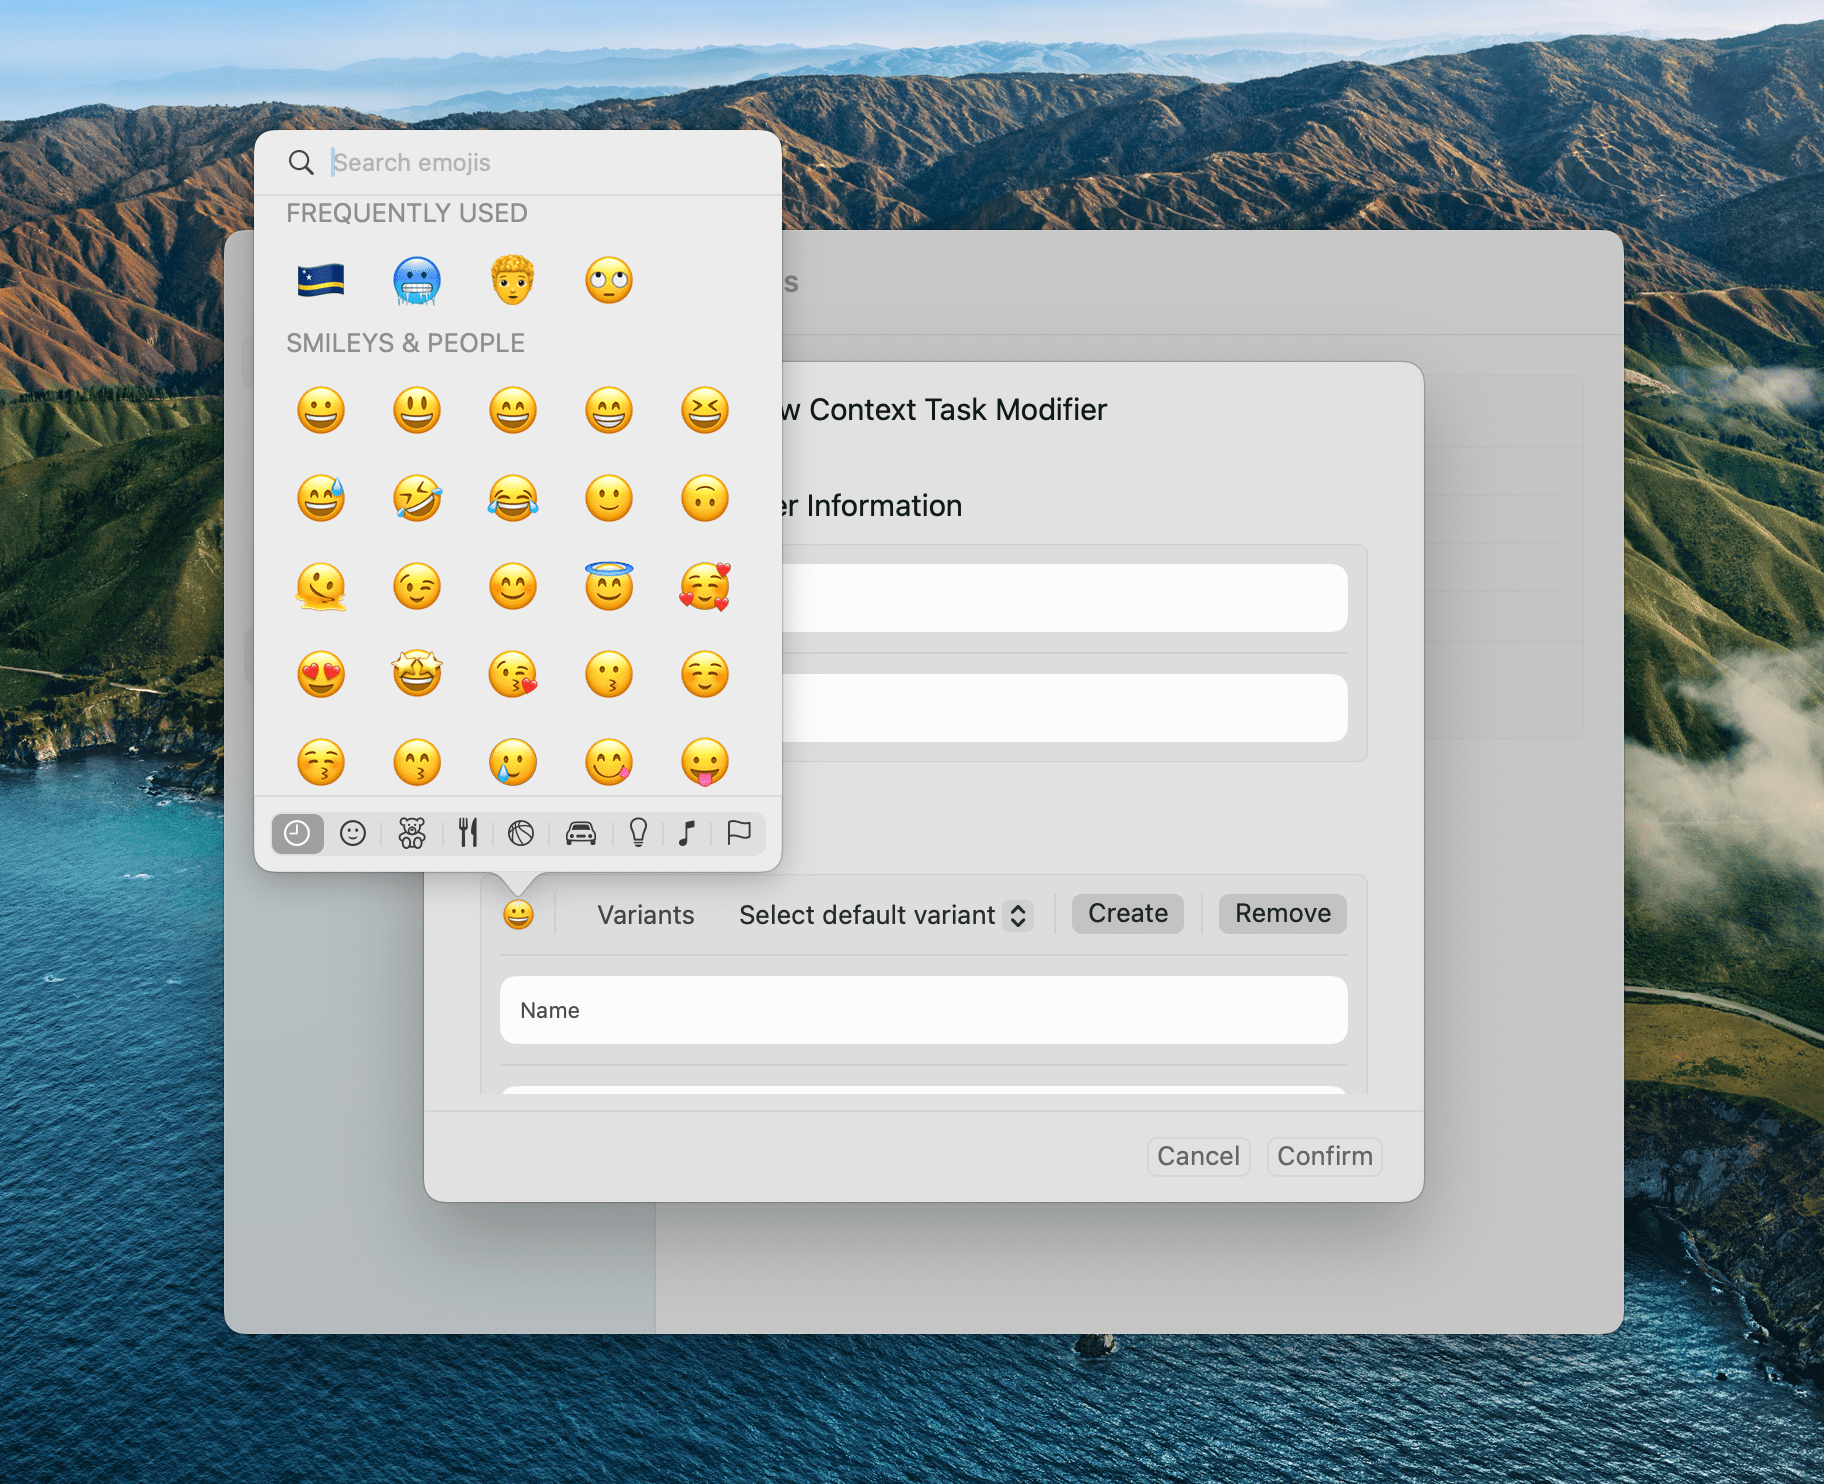 Search emojis
FREQUENTLY USED
SMILEYS & PEOPLE
Context Task Modifier
Information
Variants
Select default variant
Create
Remove
Name
Cancel
Confirm